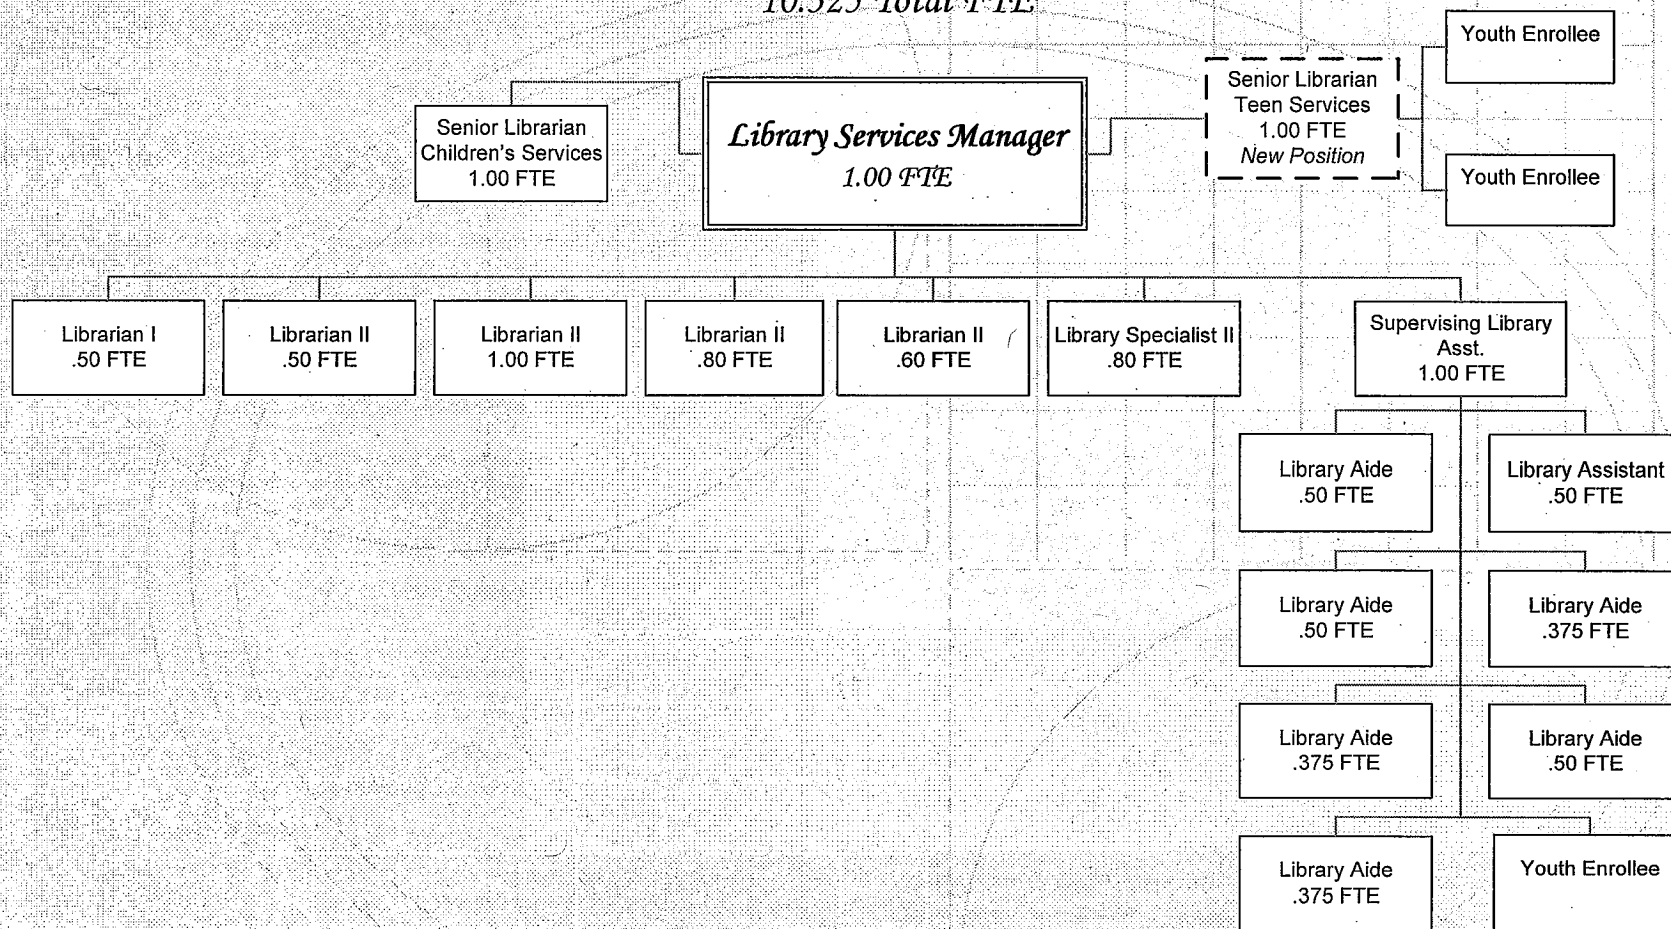 10.325 Total FTE
Youth Enrollee
Senior Librarian
Teen Services
1.00 FTE
New Position
Youth Enrollee
Senior Librarian
Children's Services
1.00 FTE
Library Services Manager
1.00 FTE
Librarian I
.50 FTE
Librarian II
.50 FTE
Librarian II
1.00 FTE
Librarian II
.80 FTE
Librarian II
.60 FTE
Library Specialist II
.80 FTE
Supervising Library
Asst.
1.00 FTE
Library Aide
.50 FTE
Library Assistant
.50 FTE
Library Aide
.50 FTE
Library Aide
.375 FTE
Library Aide
.375 FTE
Library Aide
.50 FTE
Library Aide
.375 FTE
Youth Enrollee